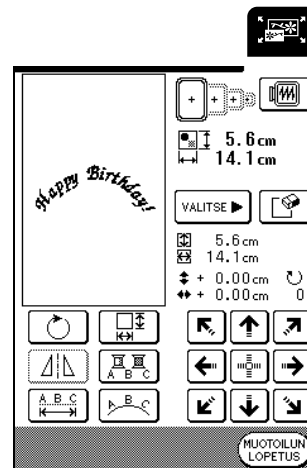 5.6cm
14.1cm
Happy Birthday!
VALITSE
5.6cm
14.1cm
+ 0.00cm
+ 0.00cm 0
A B C
A B C
A B C
MUOTOILUN
LOPETUS